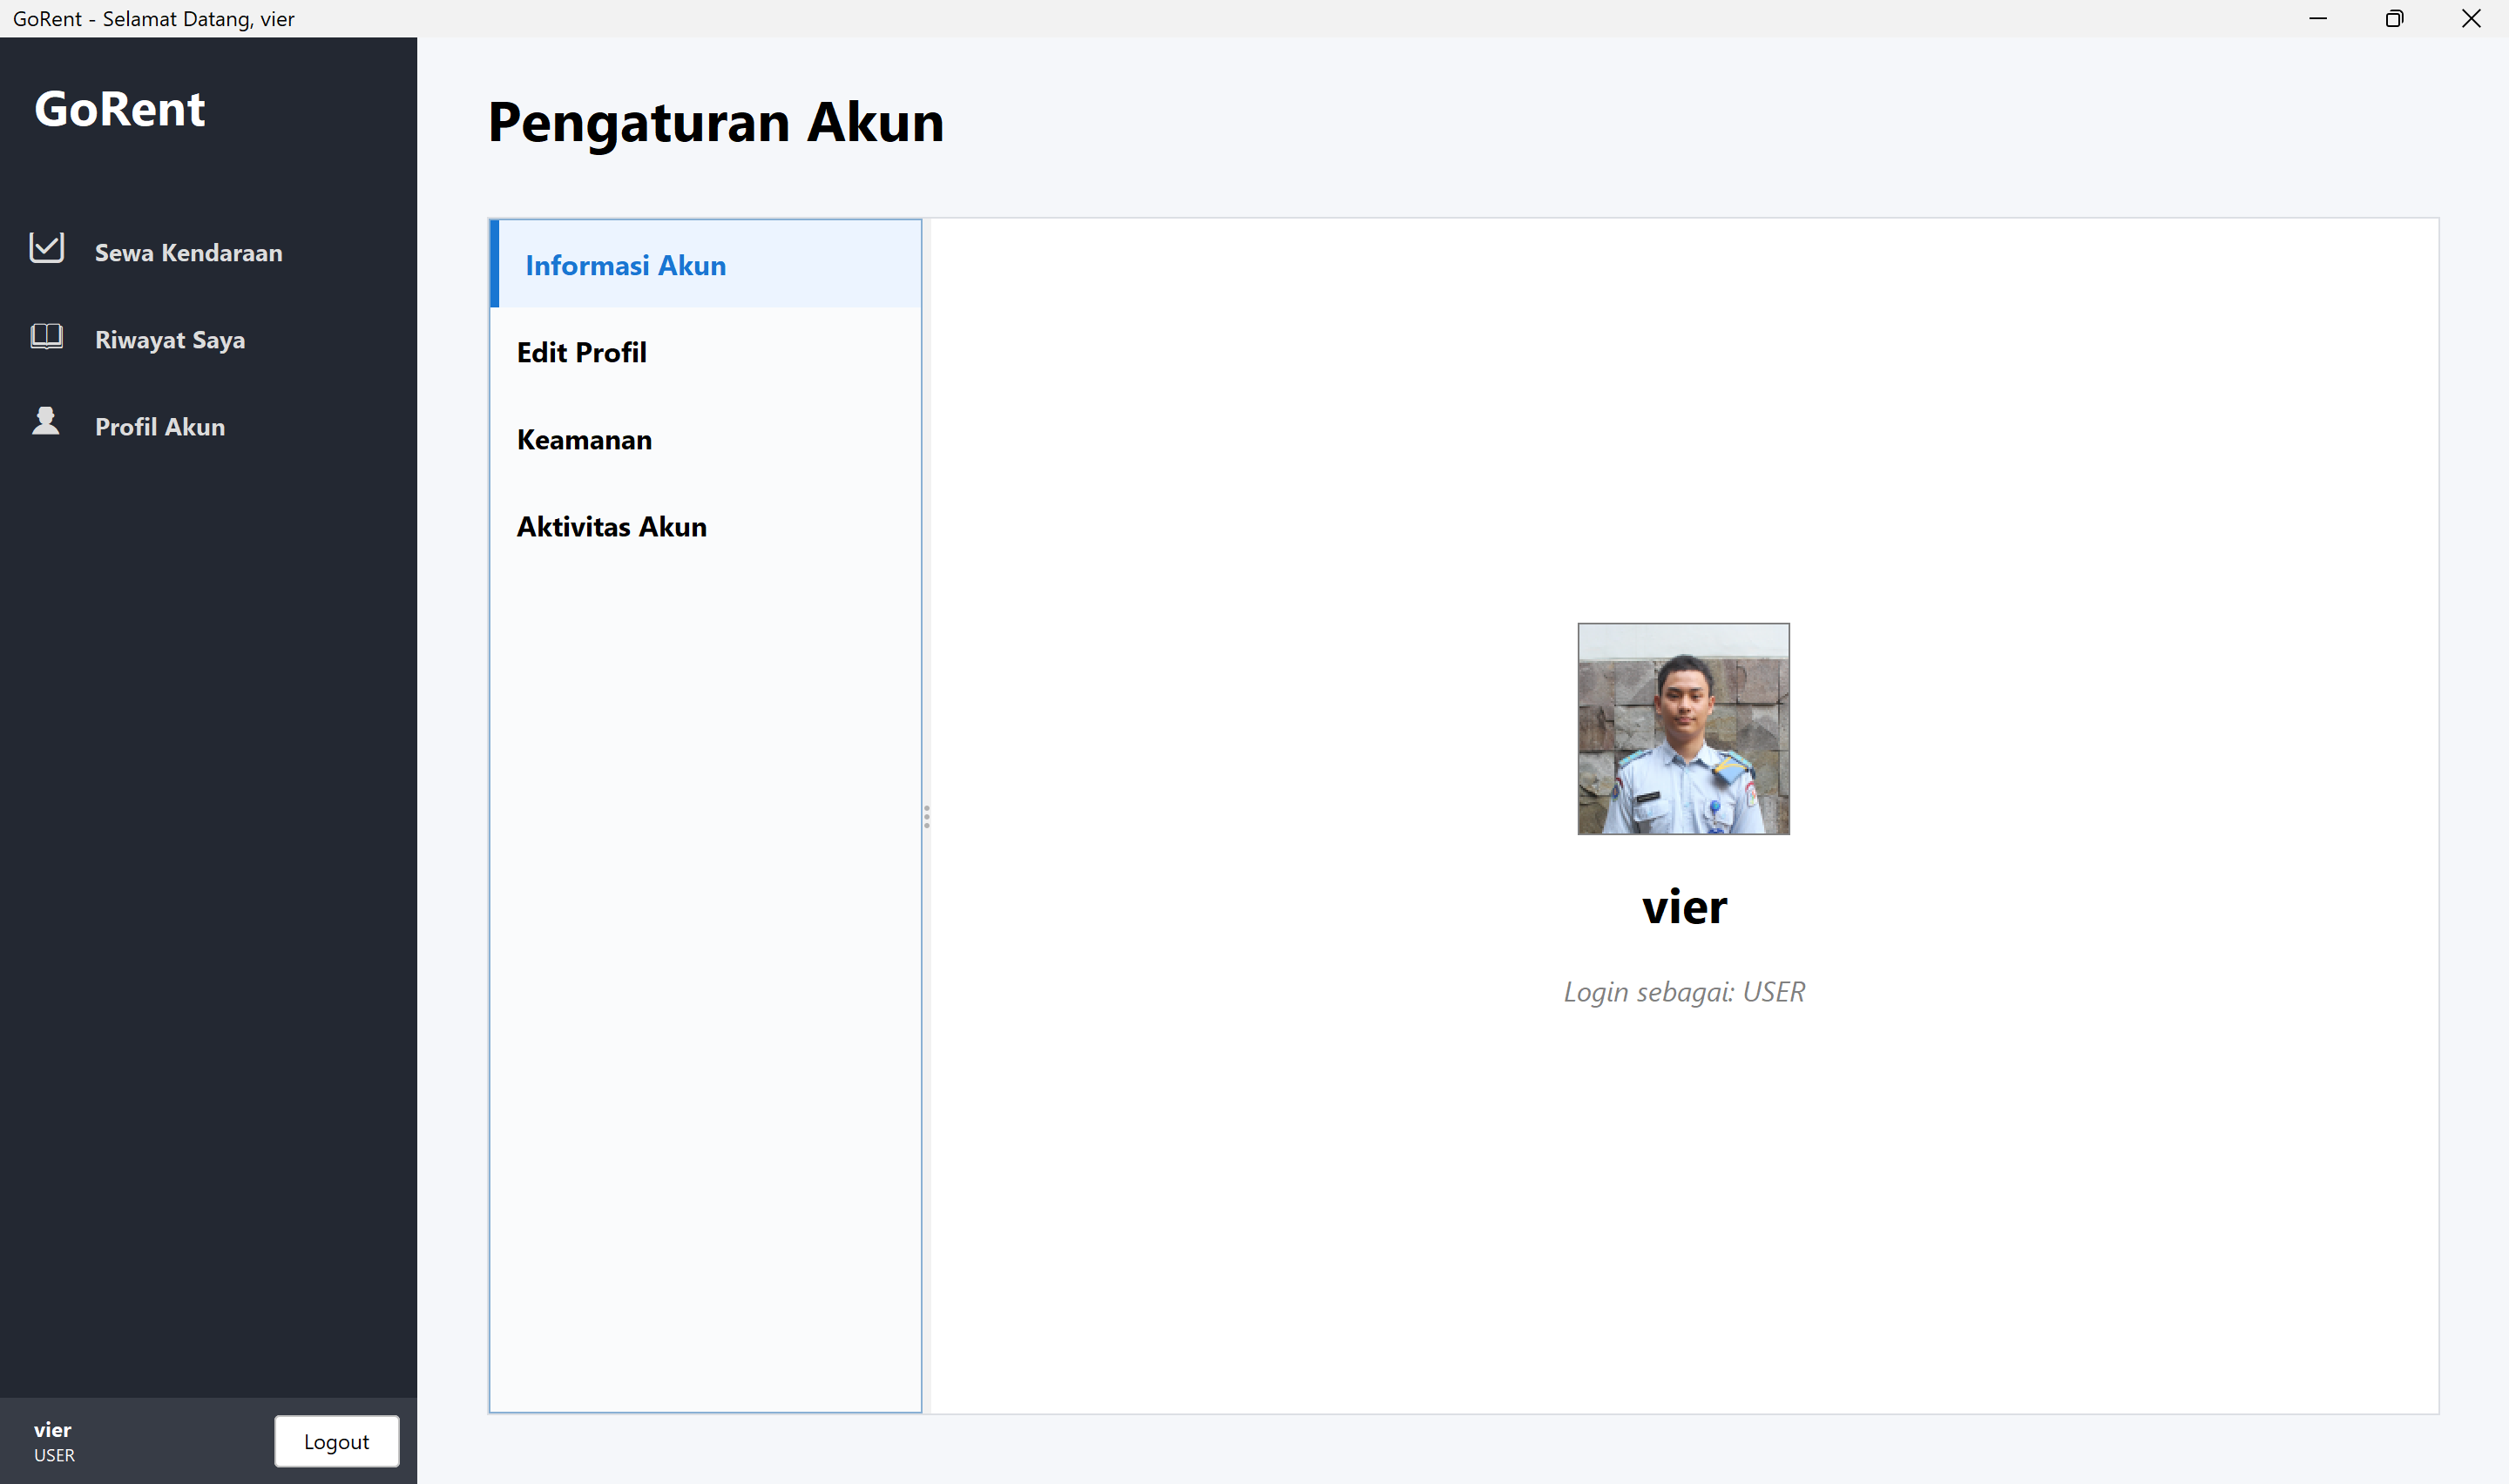 GoRent - Selamat Datang, vier
GoRent
Sewa Kendaraan
Riwayat Saya
Profil Akun
vier
USER
Logout
Pengaturan Akun
Informasi Akun
Edit Profil
Keamanan
Aktivitas Akun
vier
Login sebagai: USER